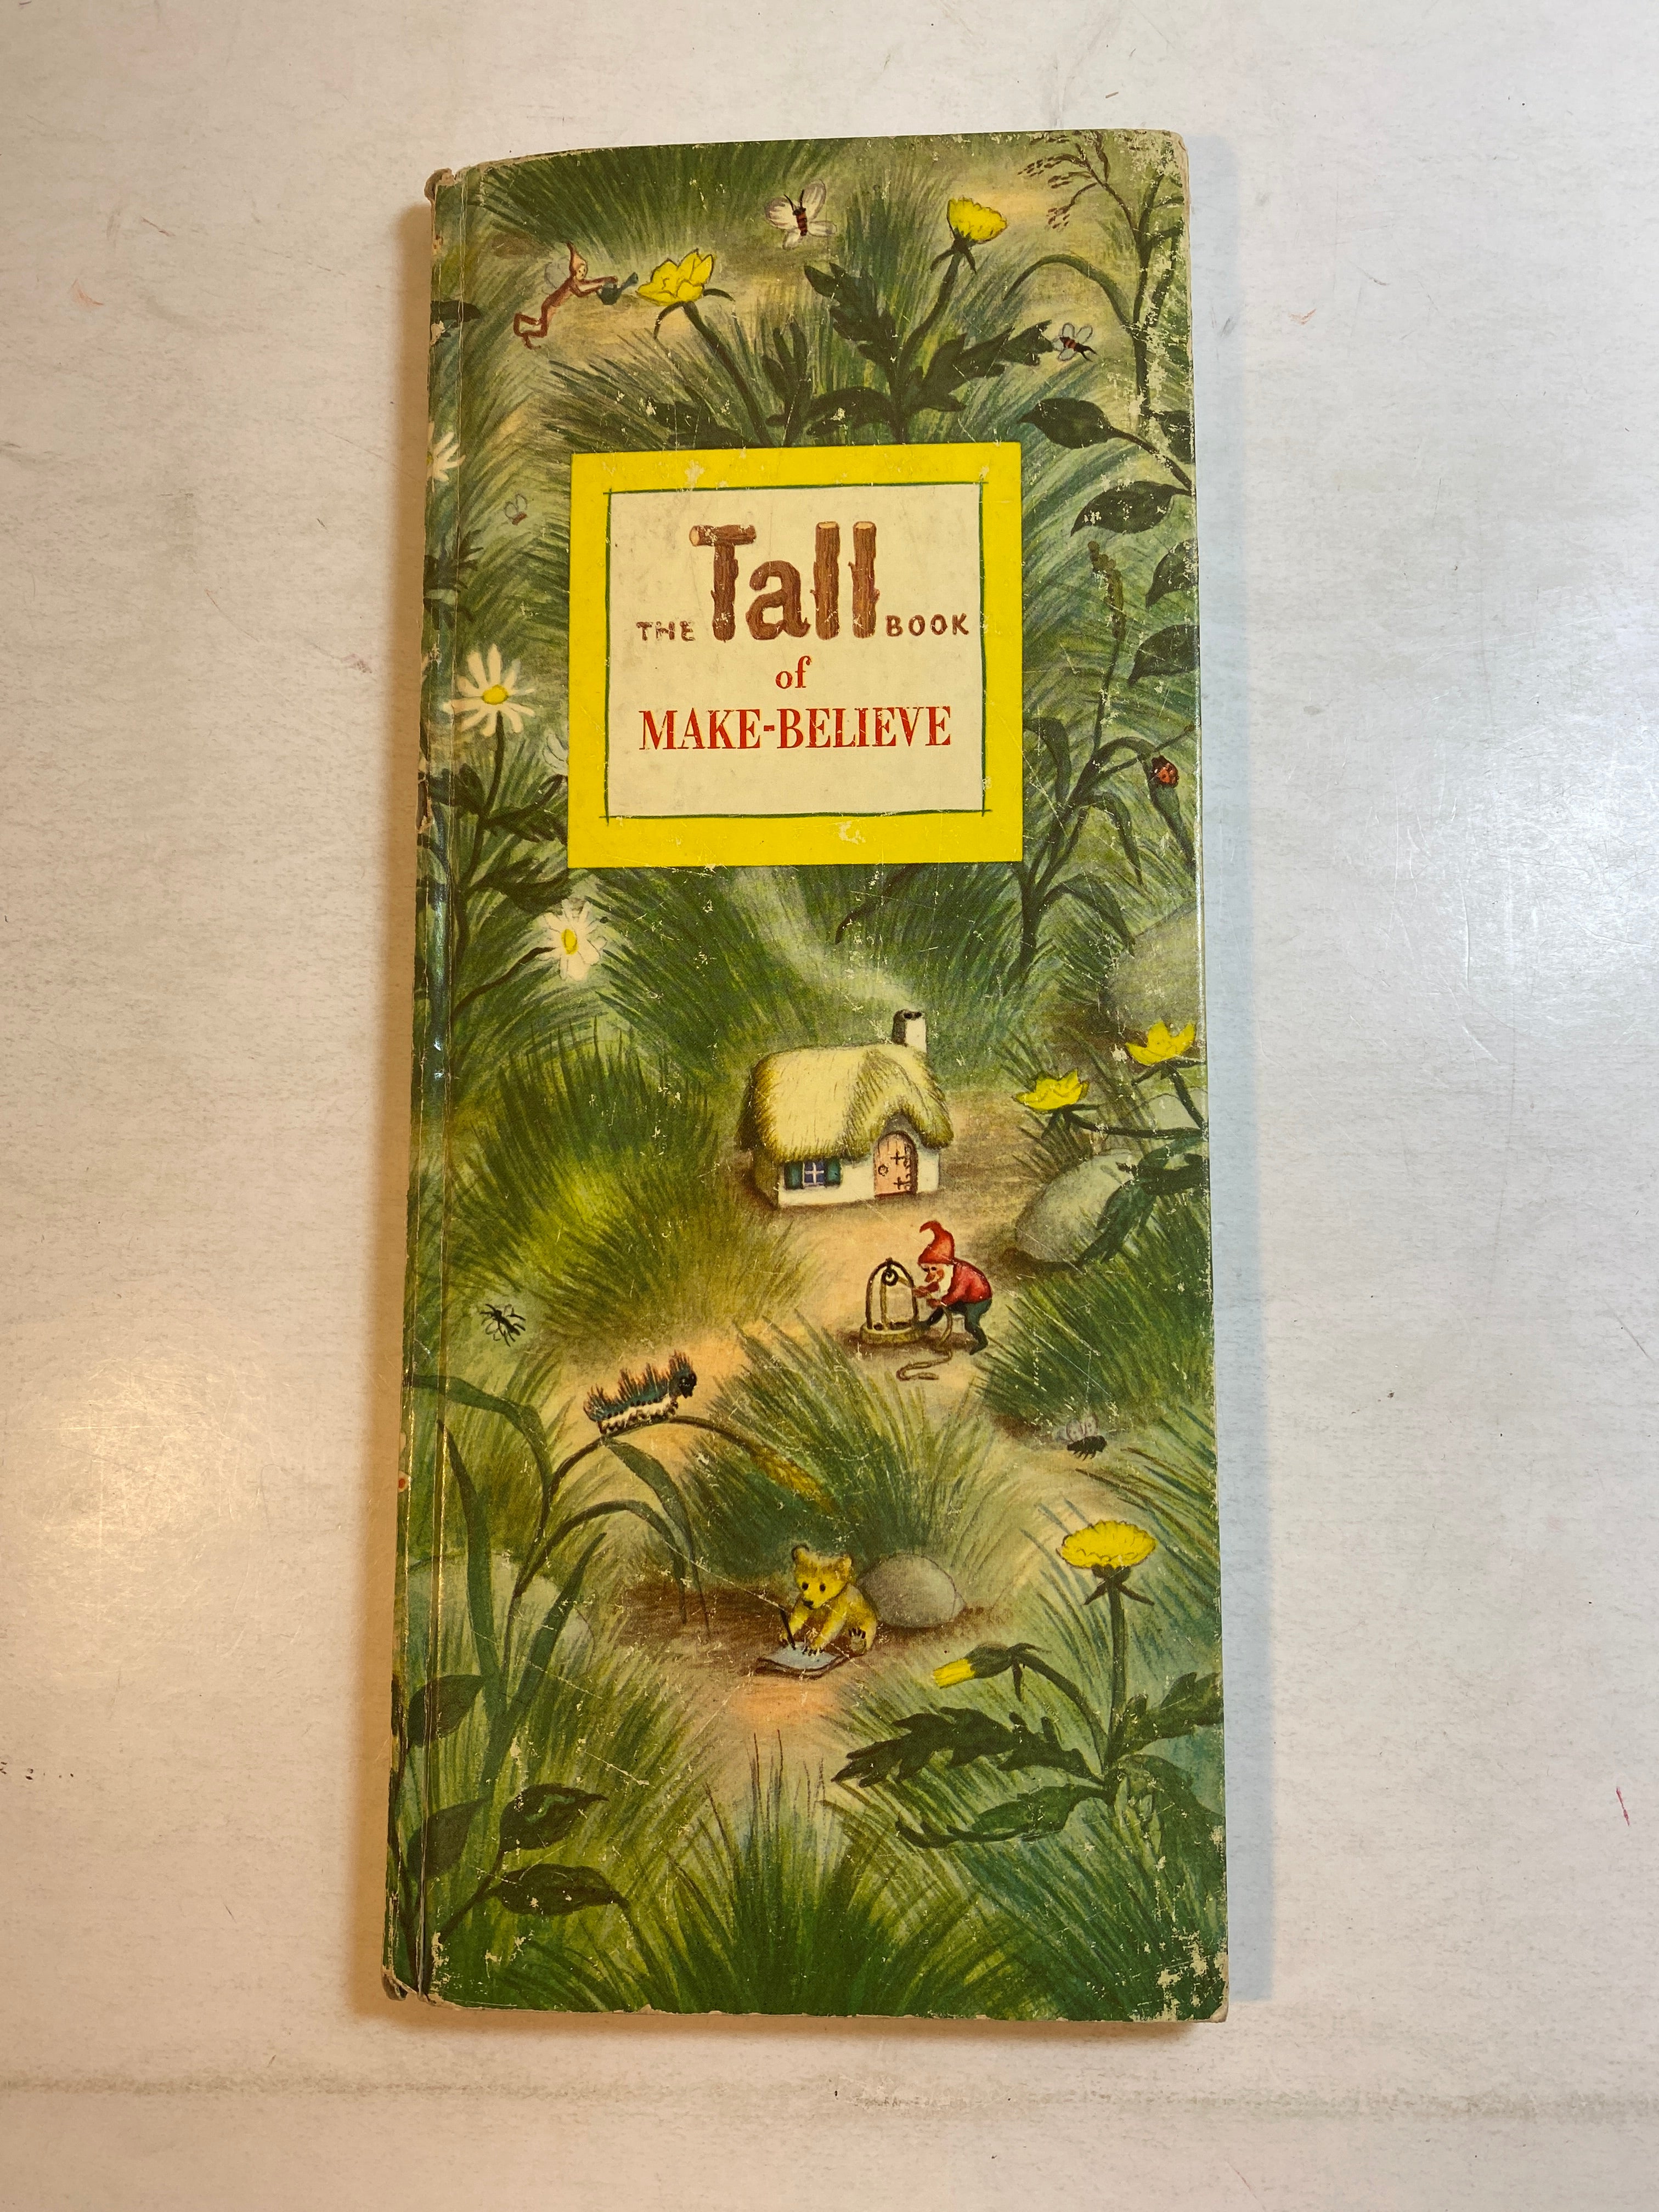 THE Tall BOOK
of
MAKE-BELIEVE